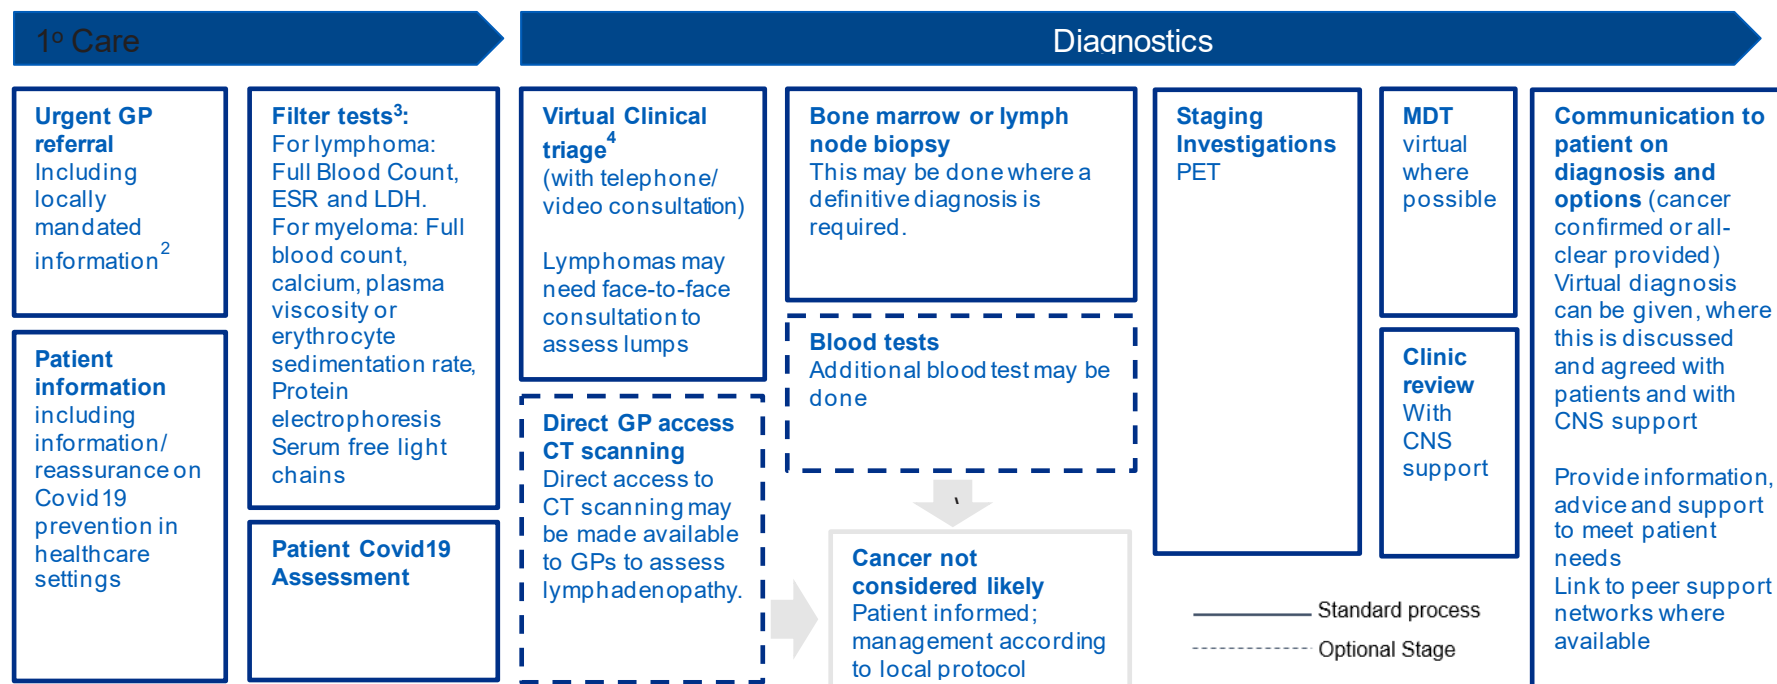 1º Care
Diagnostics
Urgent GP
referral
Including
locally
mandated
information2
Patient
information
including
information/
reassurance on
Covid19
prevention in
healthcare
settings
Filter tests3:
For lymphoma:
Full Blood Count,
ESR and LDH.
For myeloma: Full
blood count,
calcium, plasma
viscosity or
erythrocyte
sedimentation rate,
Protein
electrophoresis
Serum free light
chains
Patient Covid19
Assessment
Virtual Clinical
triage4
(with telephone/
video consultation)
Lymphomas may
need face-to-face
consultation to
assess lumps
Direct GP access
CT scanning
Direct access to
CT scanning may
be made available
to GPs to assess
lymphadenopathy.
Bone marrow or lymph
node biopsy
This may be done where a
definitive diagnosis is
required.
Blood tests
Additional blood test may be
done
Cancer not
considered likely
Patient informed;
management according
to local protocol
Staging
Investigations
PET
MDT
virtual
where
possible
Clinic
review
With
CNS
support
Communication to
patient on
diagnosis and
options (cancer
confirmed or all-
clear provided)
Virtual diagnosis
can be given, where
this is discussed
and agreed with
patients and with
CNS support
Provide information,
advice and support
to meet patient
needs
Link to peer support
networks where
available
Standard process
Optional Stage